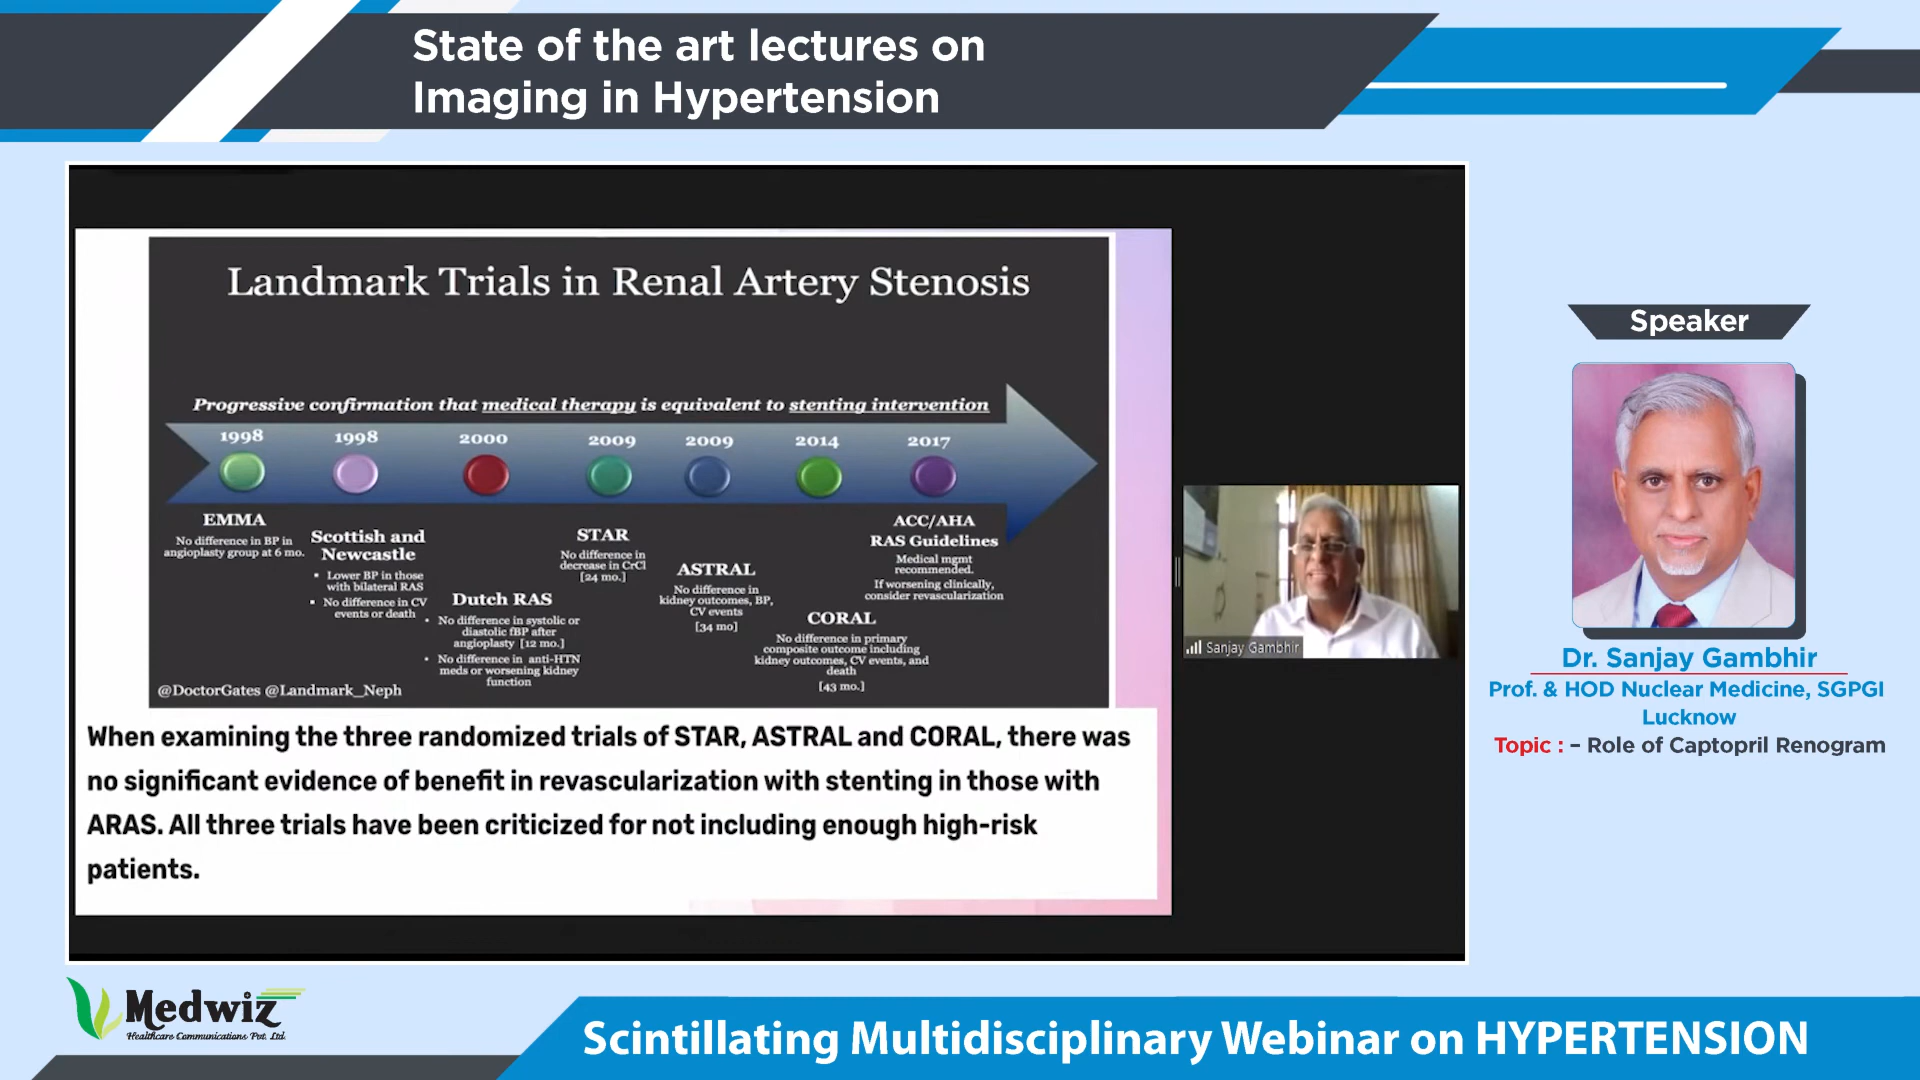 State of the art lectures on
Imaging in Hypertension
Landmark Trials in Renal Artery Stenosis
Progressive confirmation that medical therapy is equivalent to stenting intervention
1998
1998
2000
2009
2009
2014
2017
EMMA
No difference in BP in
angioplasty group at 6 mo.
Scottish and
Newcastle
▪ Lower BP in those
with bilateral RAS
▪ No difference in CV
events or death
Dutch RAS
• No difference in systolic or
diastolic fBP after
angioplasty [12 mo.]
• No difference in anti-HTN
meds or worsening kidney
function
STAR
No difference in
decrease in CrCl
[24 mo.]
ASTRAL
No difference in
kidney outcomes, BP,
CV events
[34 mo]
CORAL
No difference in primary
composite outcome including
kidney outcomes, CV events, and
death
[43 mo.]
ACC/AHA
RAS Guidelines
Medical mgmt
recommended.
If worsening clinically,
consider revascularization
@DoctorGates @Landmark_Neph
When examining the three randomized trials of STAR, ASTRAL and CORAL, there was
no significant evidence of benefit in revascularization with stenting in those with
ARAS. All three trials have been criticized for not including enough high-risk
patients.
Sanjay Gambhir
Speaker
Dr. Sanjay Gambhir
Prof. & HOD Nuclear Medicine, SGPGI
Lucknow
Topic : – Role of Captopril Renogram
Medwiz
Healthcare Communications Pvt. Ltd.
Scintillating Multidisciplinary Webinar on HYPERTENSION